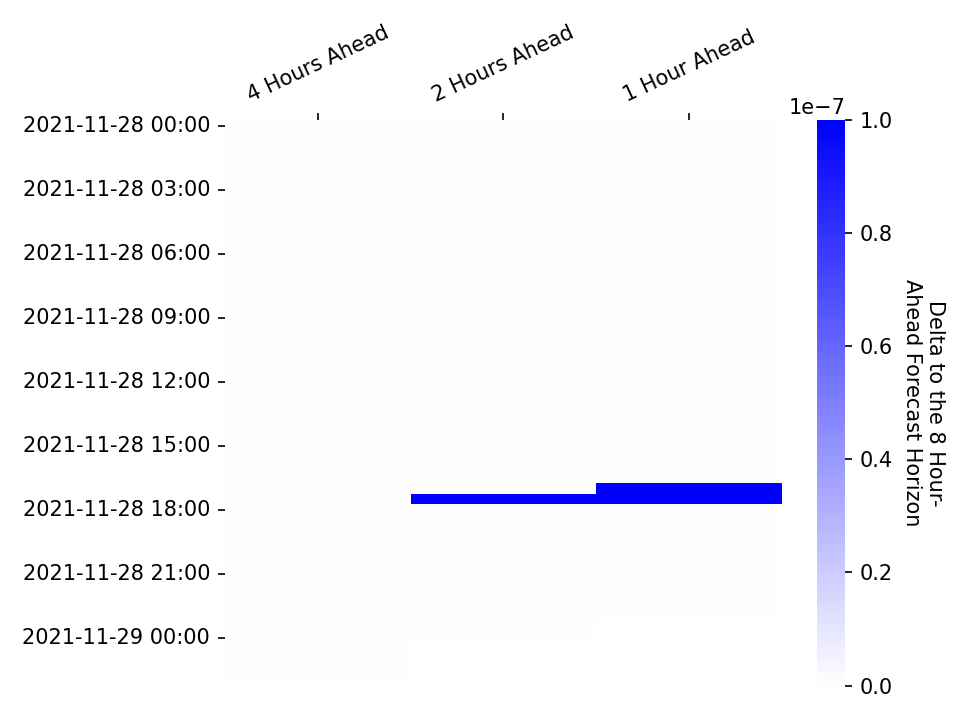 4 Hours Ahead
2 Hours Ahead
1 Hour Ahead
1e−7
2021-11-28 00:00
2021-11-28 03:00
2021-11-28 06:00
2021-11-28 09:00
2021-11-28 12:00
2021-11-28 15:00
2021-11-28 18:00
2021-11-28 21:00
2021-11-29 00:00
1.0
0.8
0.6
0.4
0.2
0.0
Delta to the 8 Hour-
Ahead Forecast Horizon